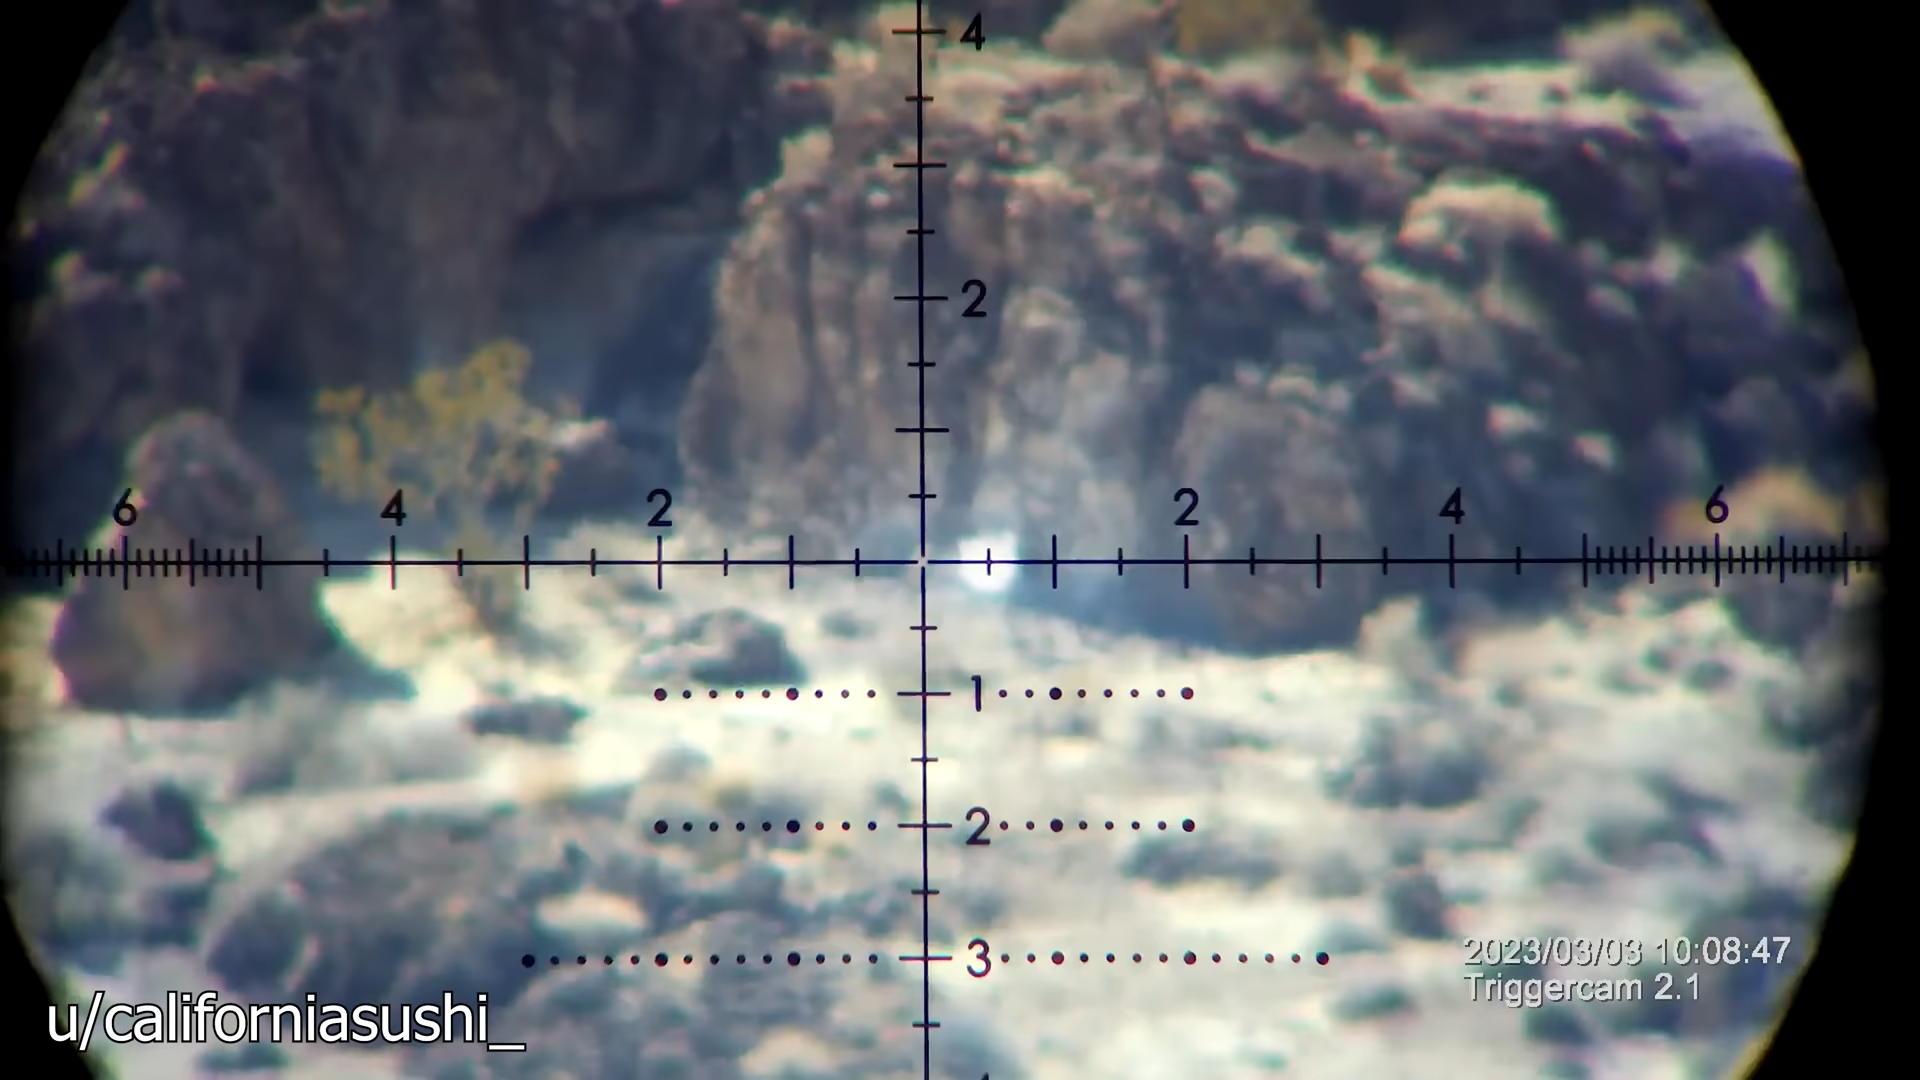 4
2
6 4 2 2 4 6
1
2
3
2023/03/03 10:08:47
Triggercam 2.1
u/californiasushi_